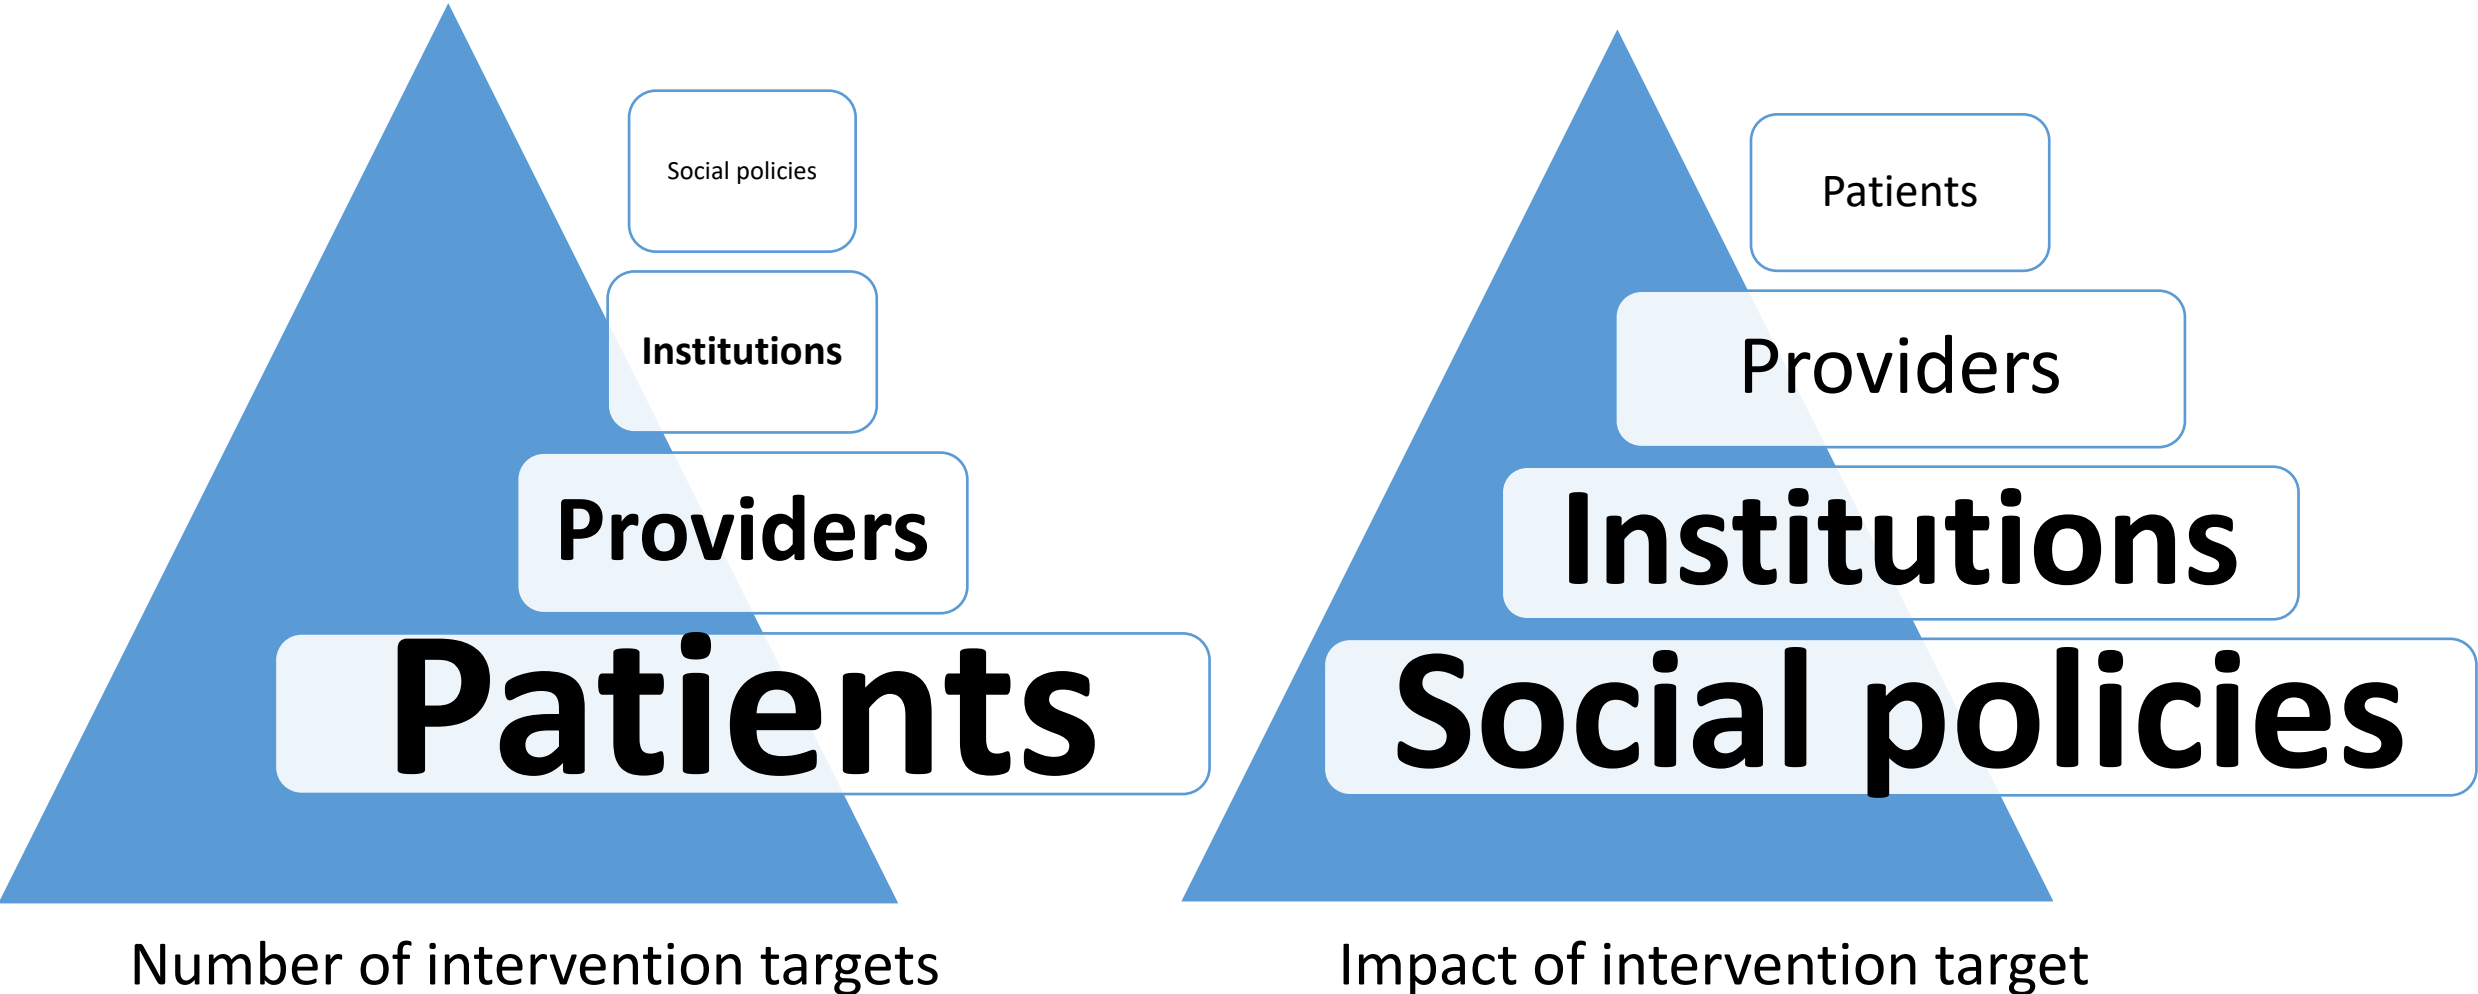 Social policies
Institutions
Providers
Patients
Number of intervention targets
Patients
Providers
Institutions
Social policies
Impact of intervention target